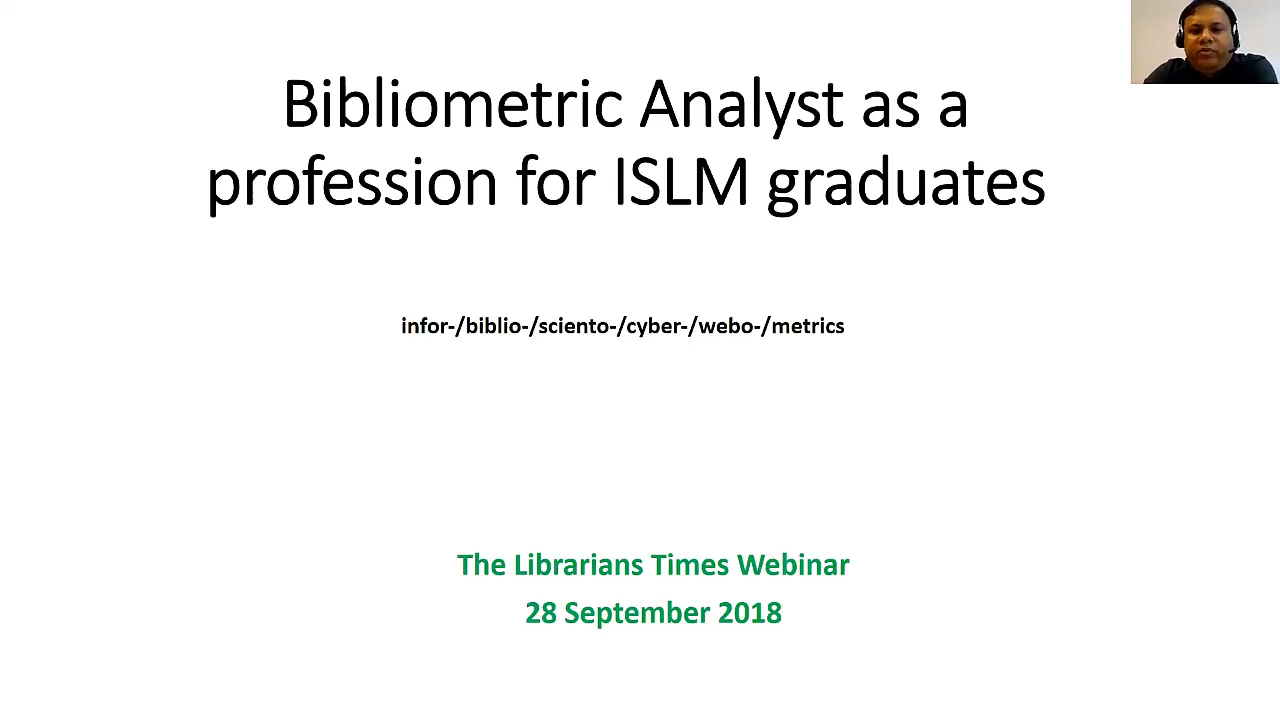 Bibliometric Analyst as a
profession for ISLM graduates
infor-/biblio-/sciento-/cyber-/webo-/metrics
The Librarians Times Webinar
28 September 2018